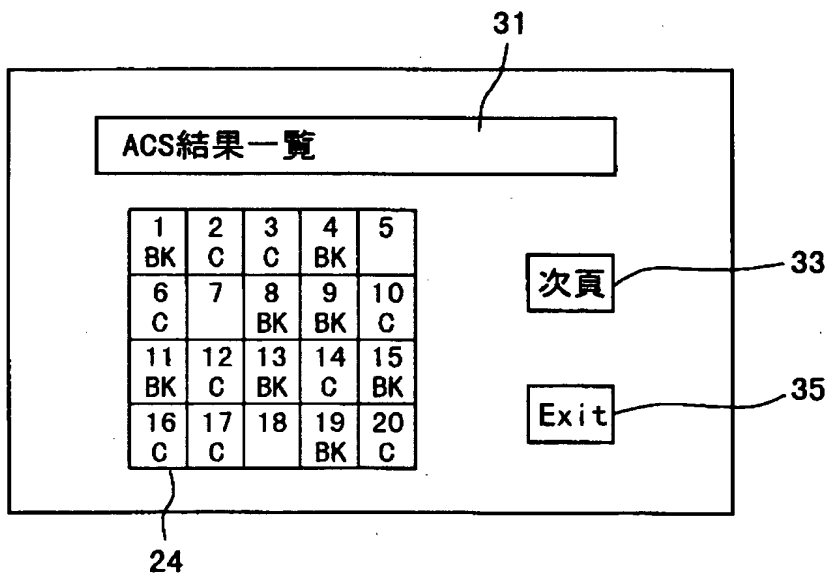 31
ACS結果一覧
1 2 3 4 5
BK C C BK
次頁 33
6 7 8 9 10
C BK BK C
11 12 13 14 15
BK C BK C BK
Exit 35
16 17 18 19 20
C C BK C
24